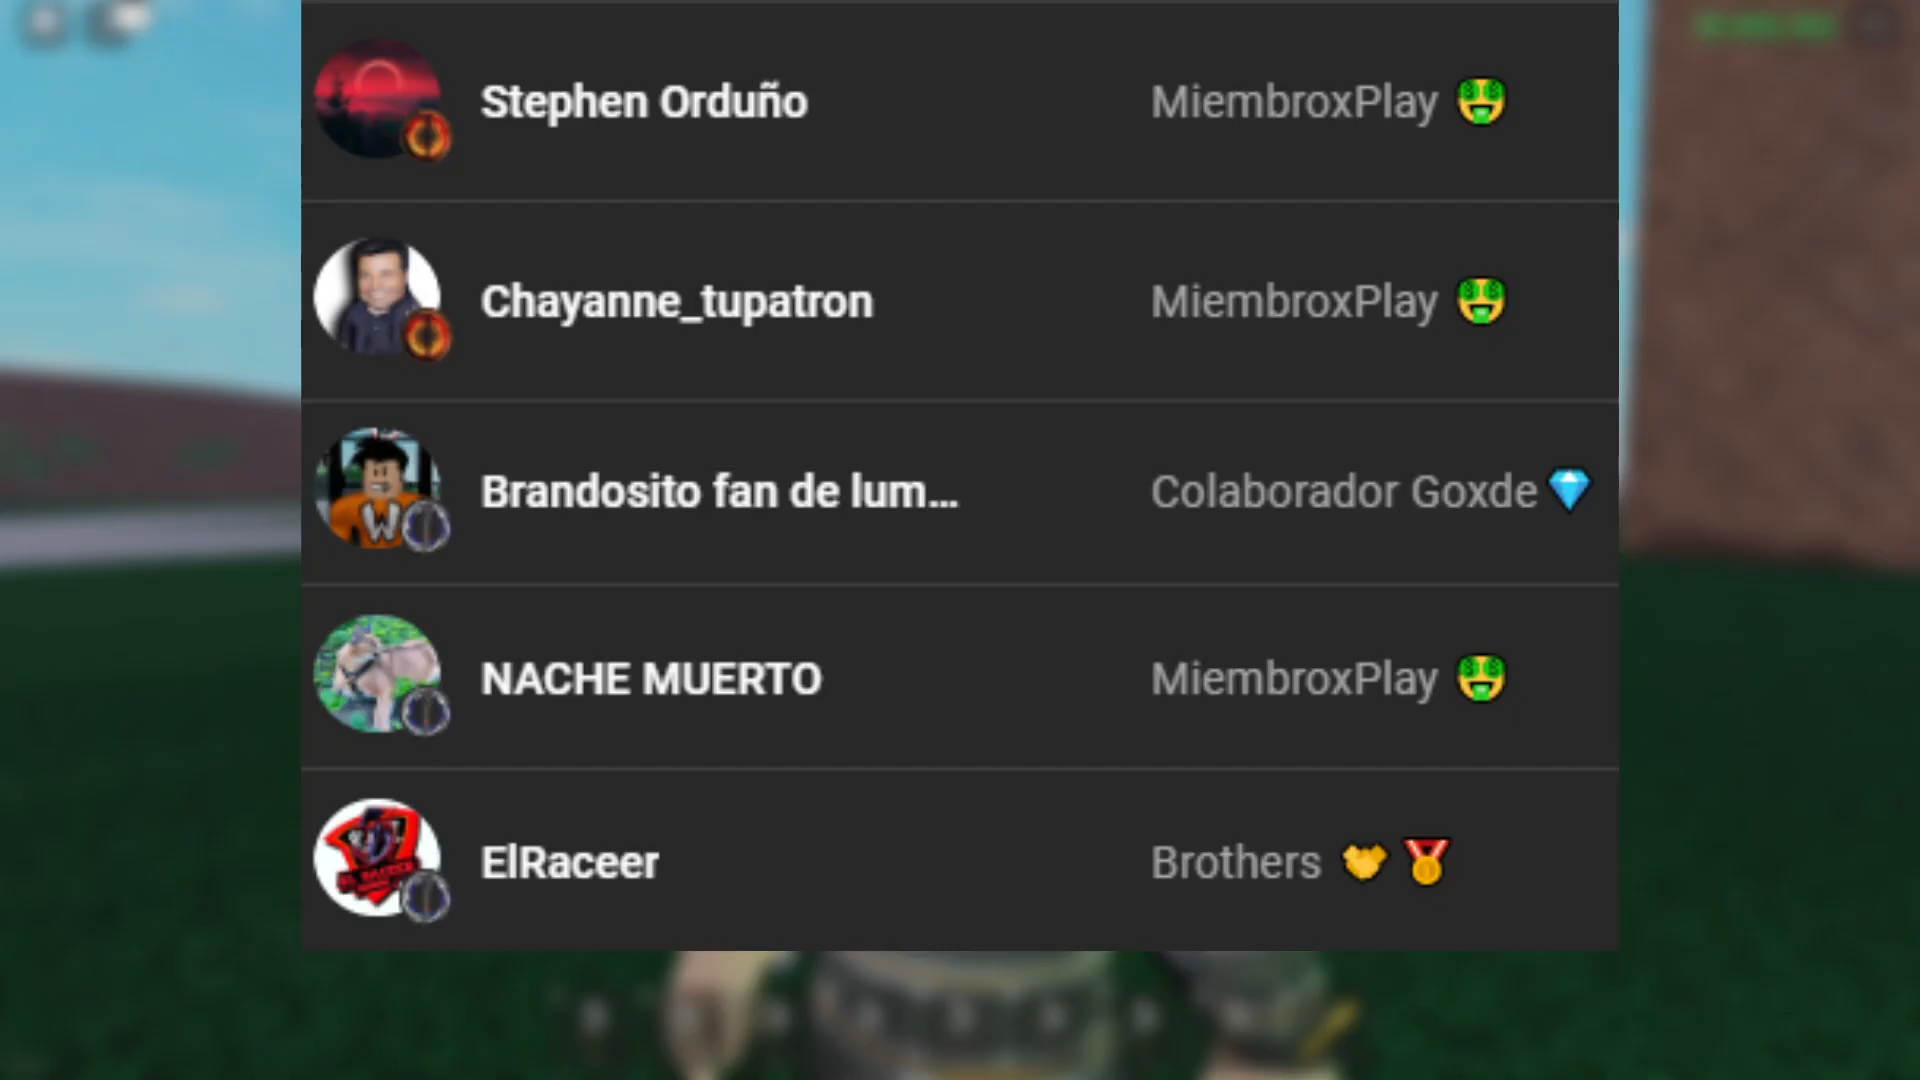 Stephen Orduño MiembroxPlay 🤑
Chayanne_tupatron MiembroxPlay 🤑
W
Brandosito fan de lum... Colaborador Goxde 💎
NACHE MUERTO MiembroxPlay 🤑
ElRaceer Brothers 🤝 🏅